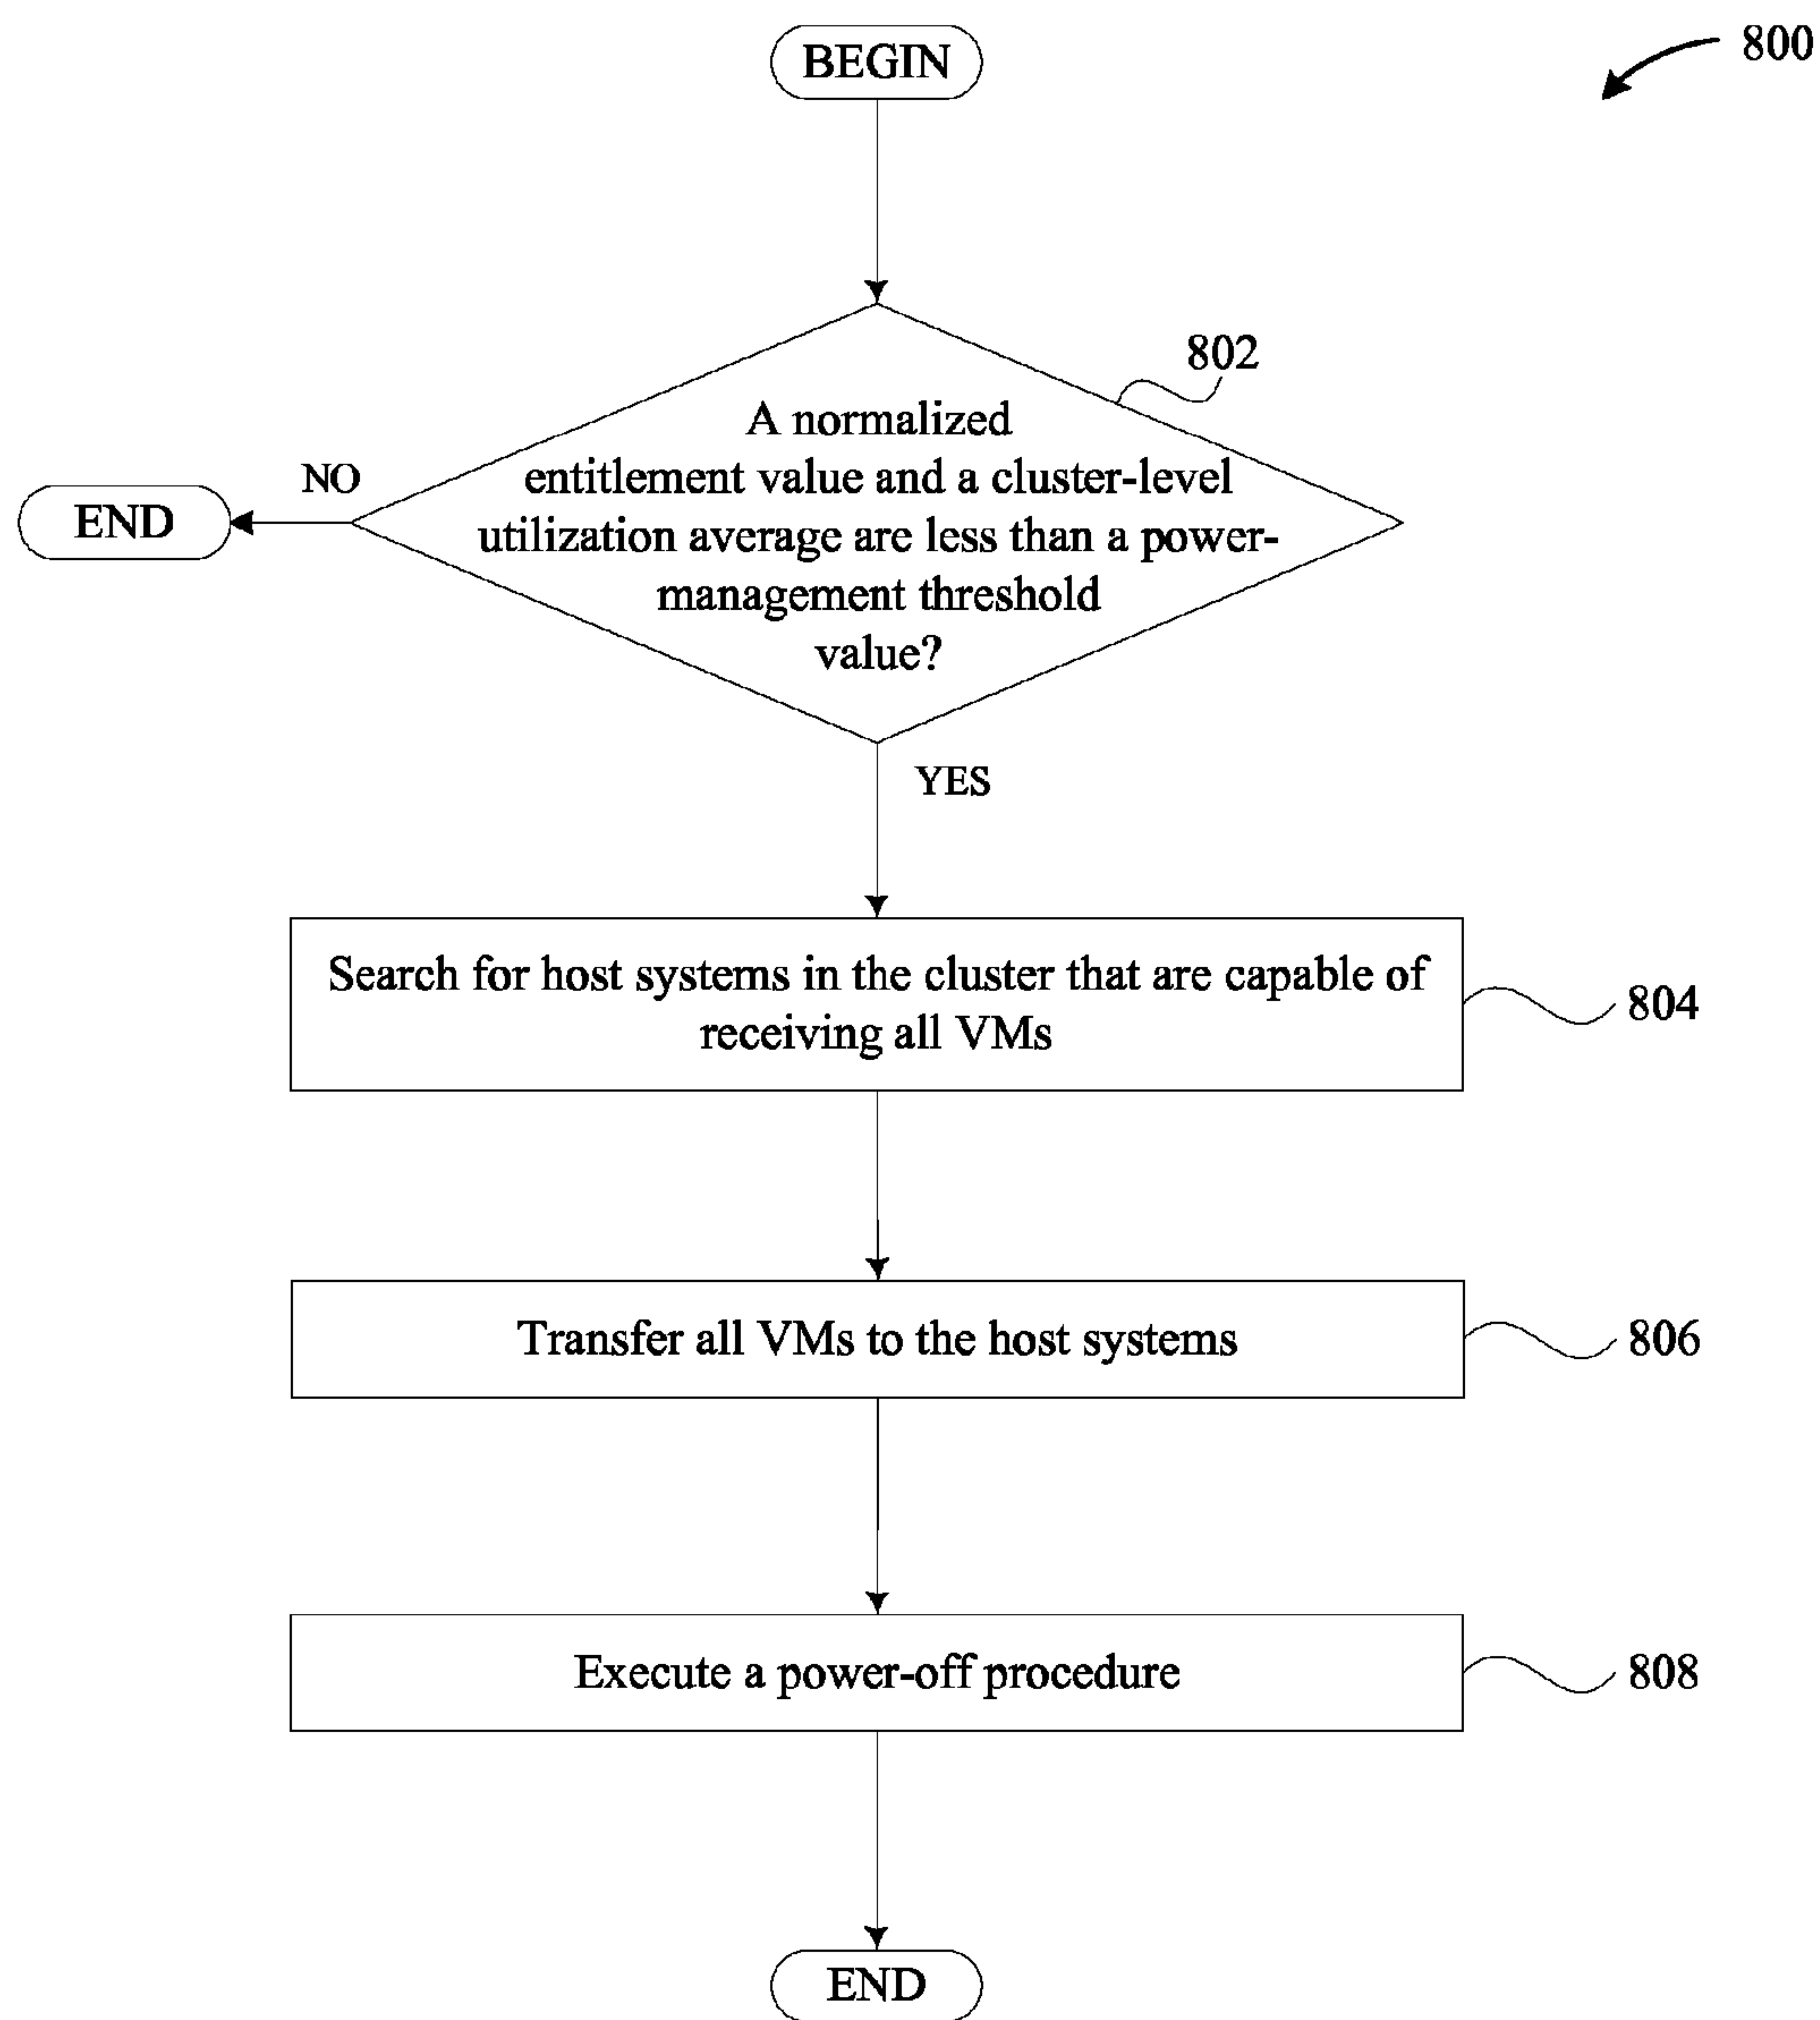 BEGIN
800
802
A normalized
entitlement value and a cluster-level
utilization average are less than a power-
management threshold
value?
NO
END
YES
Search for host systems in the cluster that are capable of
receiving all VMs
804
Transfer all VMs to the host systems
806
Execute a power-off procedure
808
END